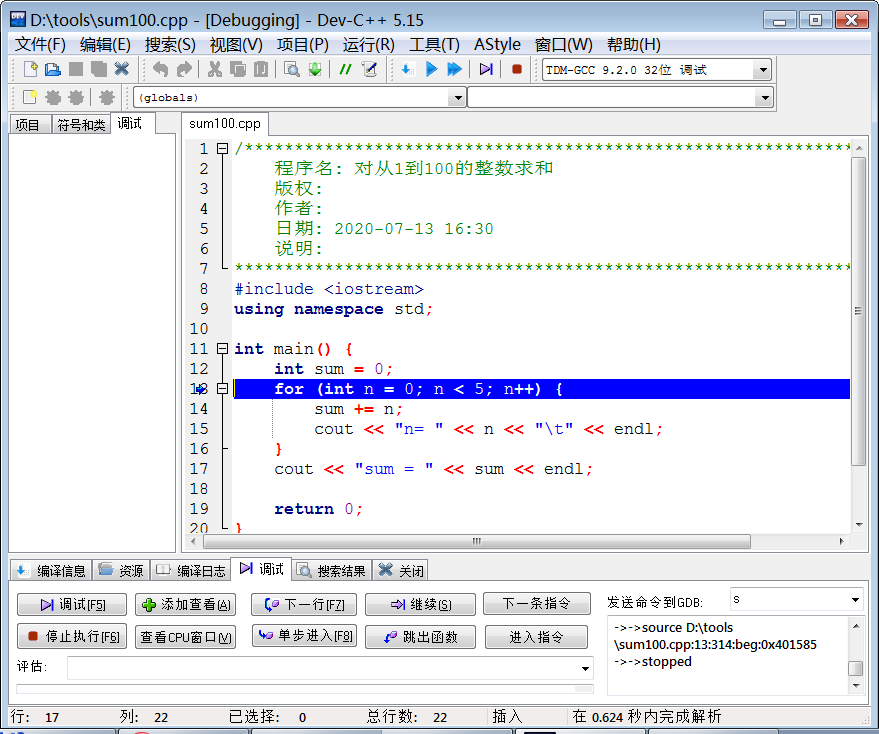 D:\tools\sum100.cpp - [Debugging] - Dev-C++ 5.15
文件(F) 编辑(E) 搜索(S) 视图(V) 项目(P) 运行(R) 工具(T) AStyle 窗口(W) 帮助(H)
TDM-GCC 9.2.0 32位 调试
(globals)
项目 符号和类 调试 sum100.cpp
1 /**************************************************************
2 程序名: 对从1到100的整数求和
3 版权:
4 作者:
5 日期: 2020-07-13 16:30
6 说明:
7 **************************************************************
8 #include <iostream>
9 using namespace std;
10
11 int main() {
12 int sum = 0;
13 for (int n = 0; n < 5; n++) {
14 sum += n;
15 cout << "n= " << n << "\t" << endl;
16 }
17 cout << "sum = " << sum << endl;
18
19 return 0;
20 }
编译信息 资源 编译日志 调试 搜索结果 关闭
调试[F5] 添加查看(A) 下一行[F7] 继续(S) 下一条指令 发送命令到GDB: s
停止执行[F6] 查看CPU窗口(V) 单步进入[F8] 跳出函数 进入指令
->->source D:\tools
\sum100.cpp:13:314:beg:0x401585
->->stopped
评估:
行: 17 列: 22 已选择: 0 总行数: 22 插入 在 0.624 秒内完成解析